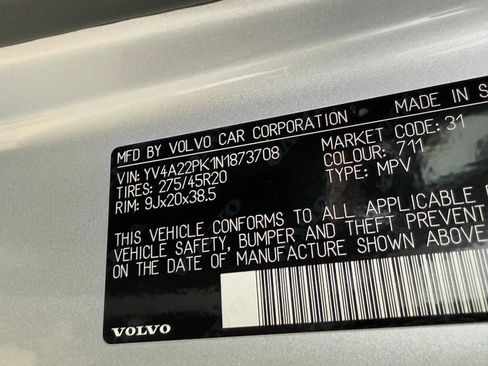 MFD BY VOLVO CAR CORPORATION MADE IN S
VIN: YV4A22PK1N1873708 MARKET CODE: 31
TIRES: 275/45R20 COLOUR: 711
RIM: 9Jx20x38.5 TYPE: MPV
THIS VEHICLE CONFORMS TO ALL APPLICABLE
VEHICLE SAFETY, BUMPER AND THEFT PREVENT
ON THE DATE OF MANUFACTURE SHOWN ABOVE
VOLVO